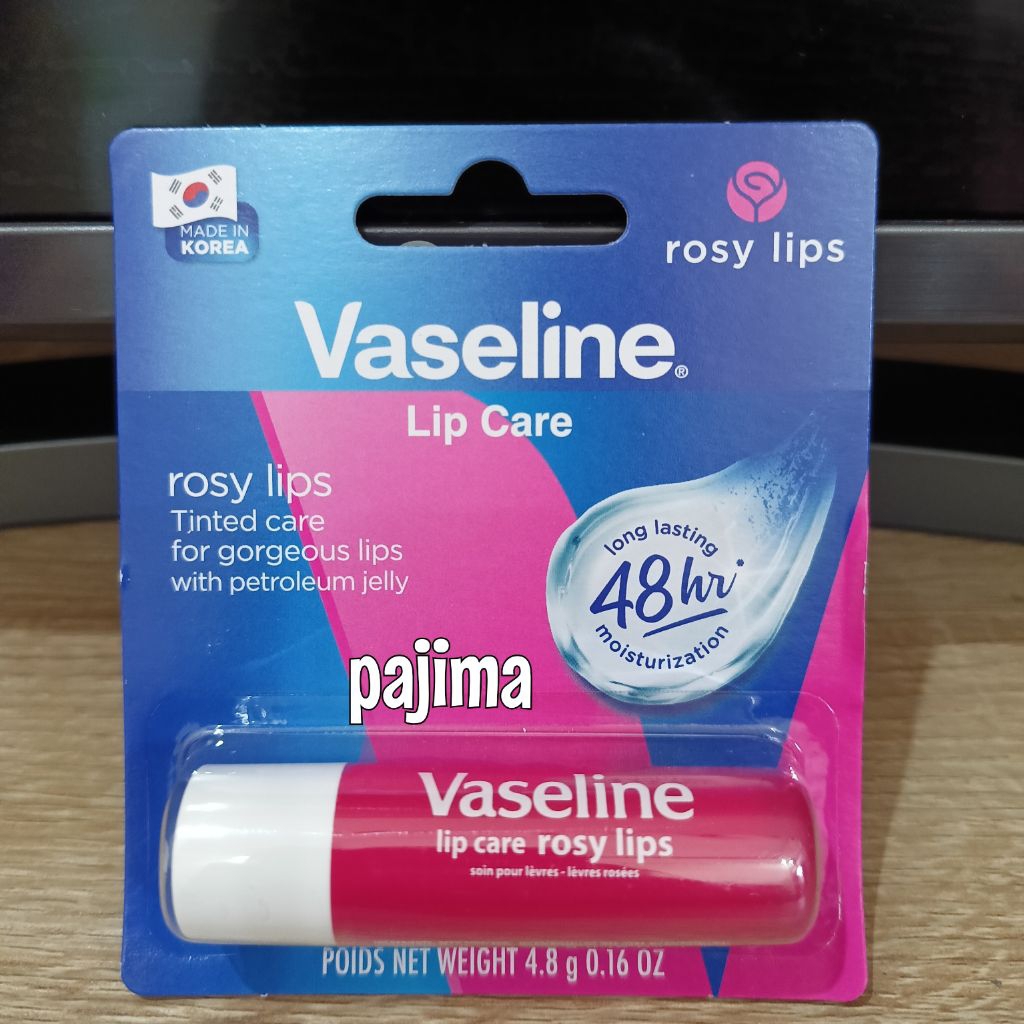 MADE IN
KOREA
rosy lips
Vaseline®
Lip Care
rosy lips
Tinted care
for gorgeous lips
with petroleum jelly
long lasting
48hr*
moisturization
pajima
Vaseline
lip care rosy lips
soin pour lèvres - lèvres rosées
POIDS NET WEIGHT 4.8 g 0.16 OZ